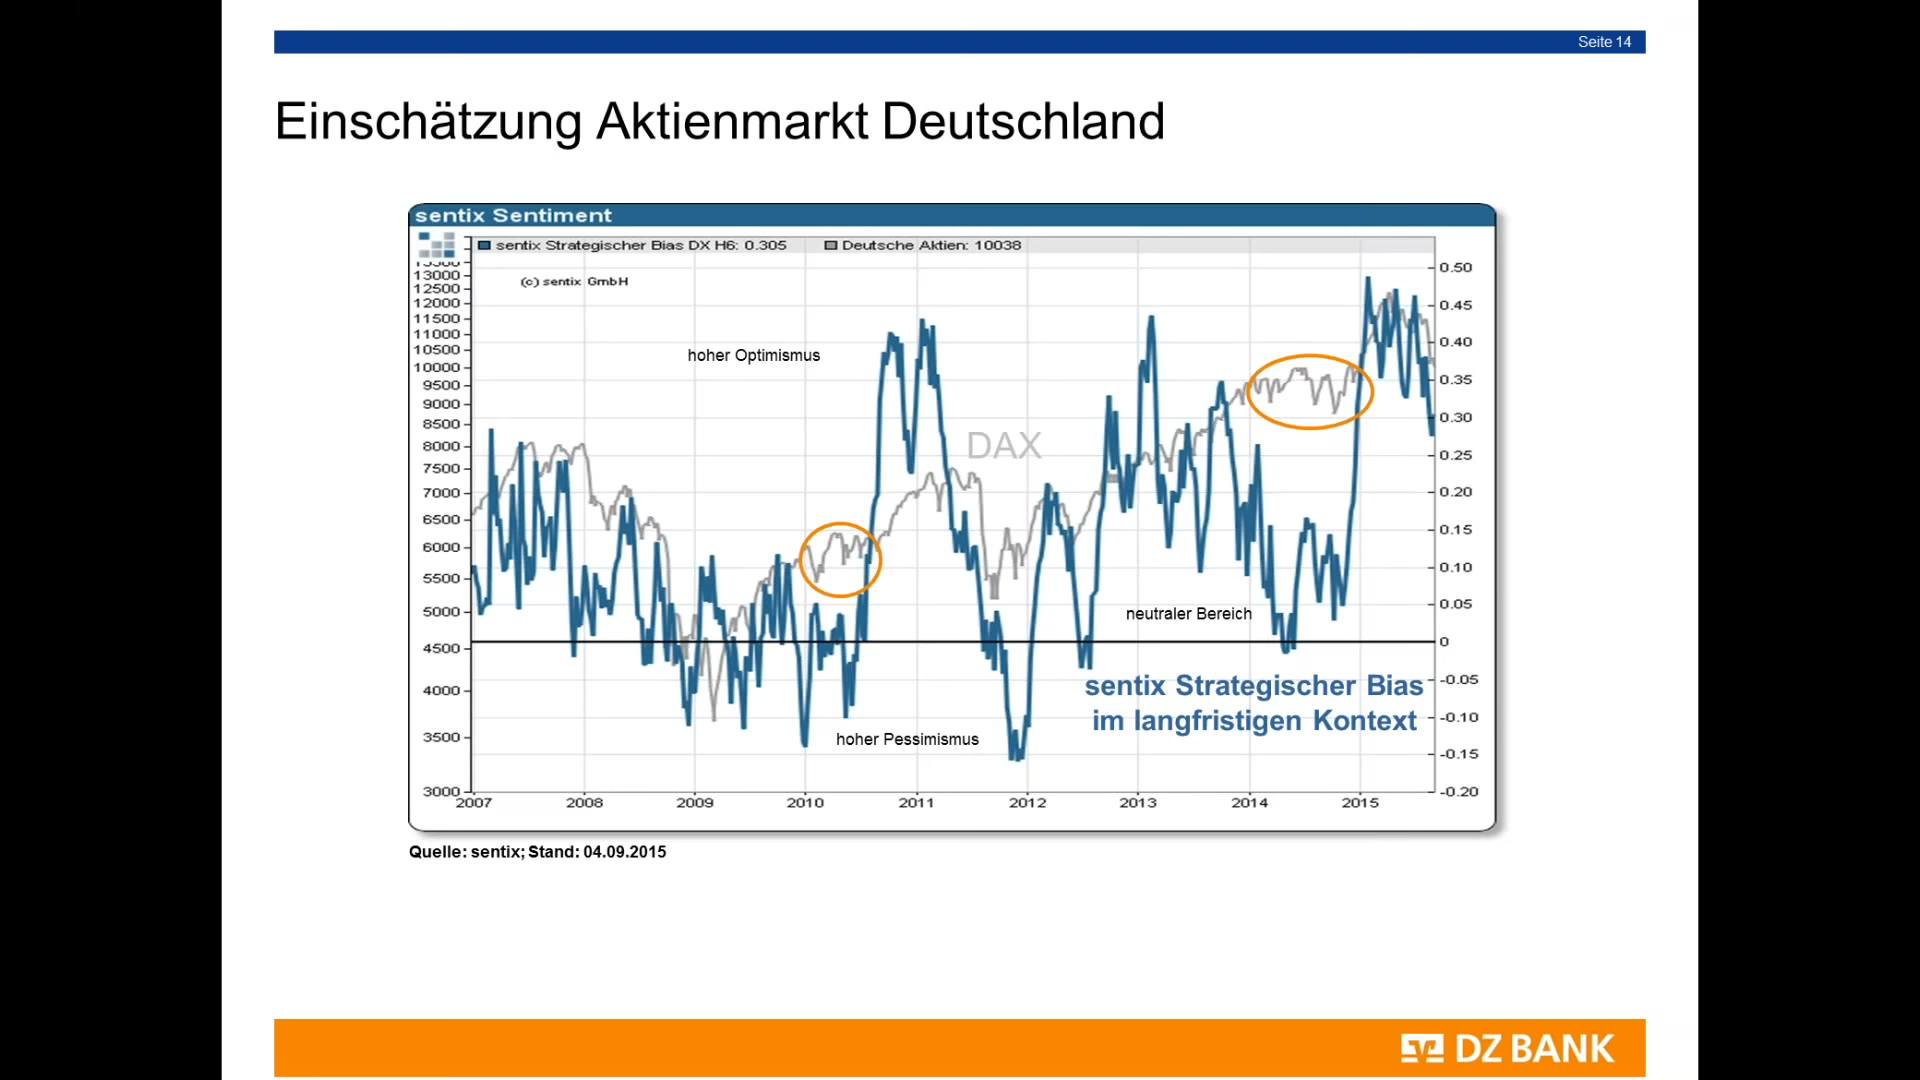 Seite 14
Einschätzung Aktienmarkt Deutschland
sentix Sentiment
sentix Strategischer Bias DX H6: 0.305
Deutsche Aktien: 10038
(c) sentix GmbH
13000
12500
12000
11500
11000
10500
10000
9500
9000
8500
8000
7500
7000
6500
6000
5500
5000
4500
4000
3500
3000
0.50
0.45
0.40
0.35
0.30
0.25
0.20
0.15
0.10
0.05
0
-0.05
-0.10
-0.15
-0.20
hoher Optimismus
DAX
neutraler Bereich
sentix Strategischer Bias
im langfristigen Kontext
hoher Pessimismus
2007 2008 2009 2010 2011 2012 2013 2014 2015
Quelle: sentix; Stand: 04.09.2015
DZ BANK